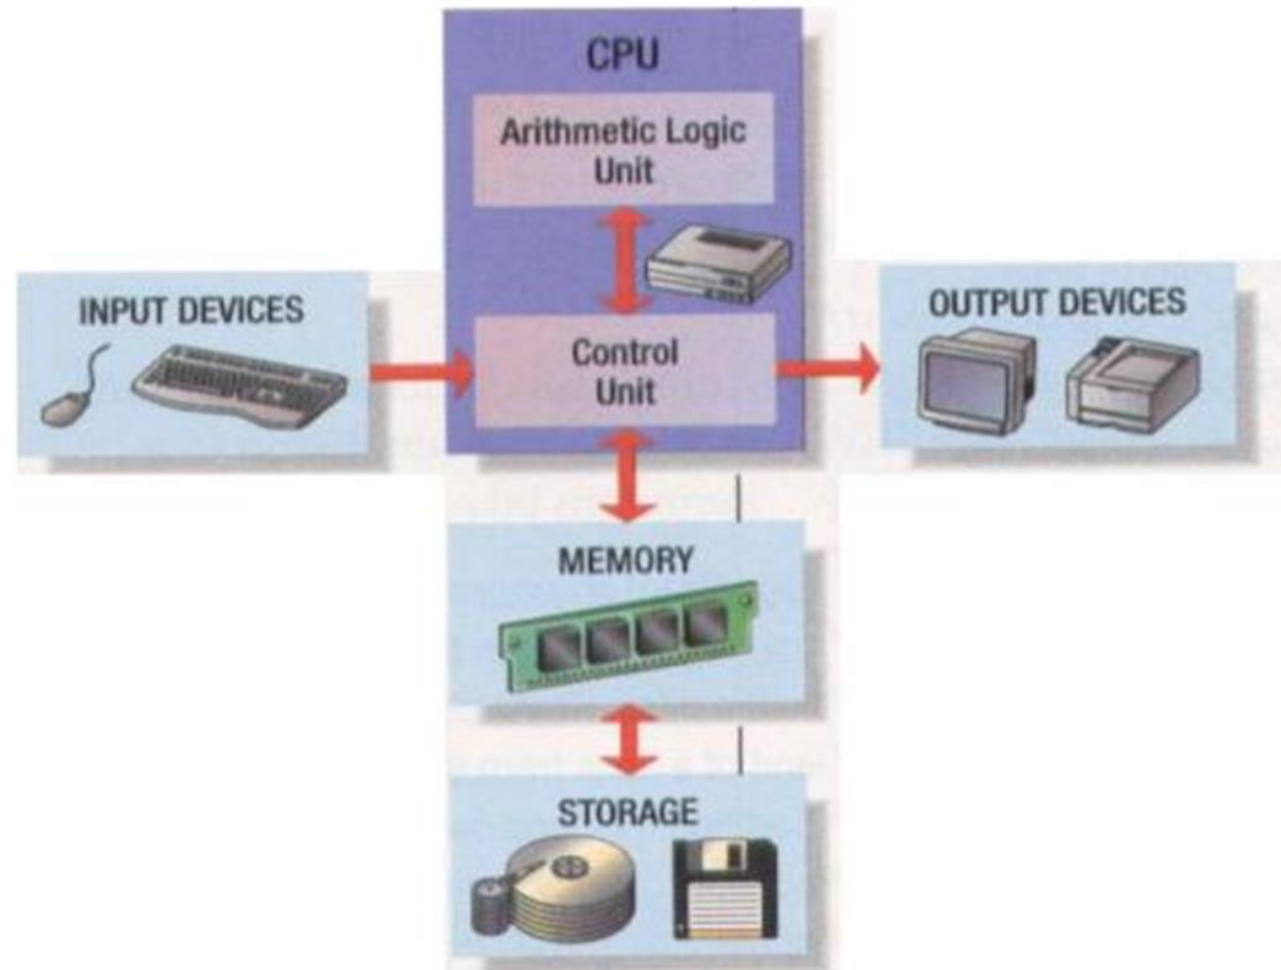 CPU
Arithmetic Logic
Unit
INPUT DEVICES
Control
Unit
OUTPUT DEVICES
MEMORY
STORAGE